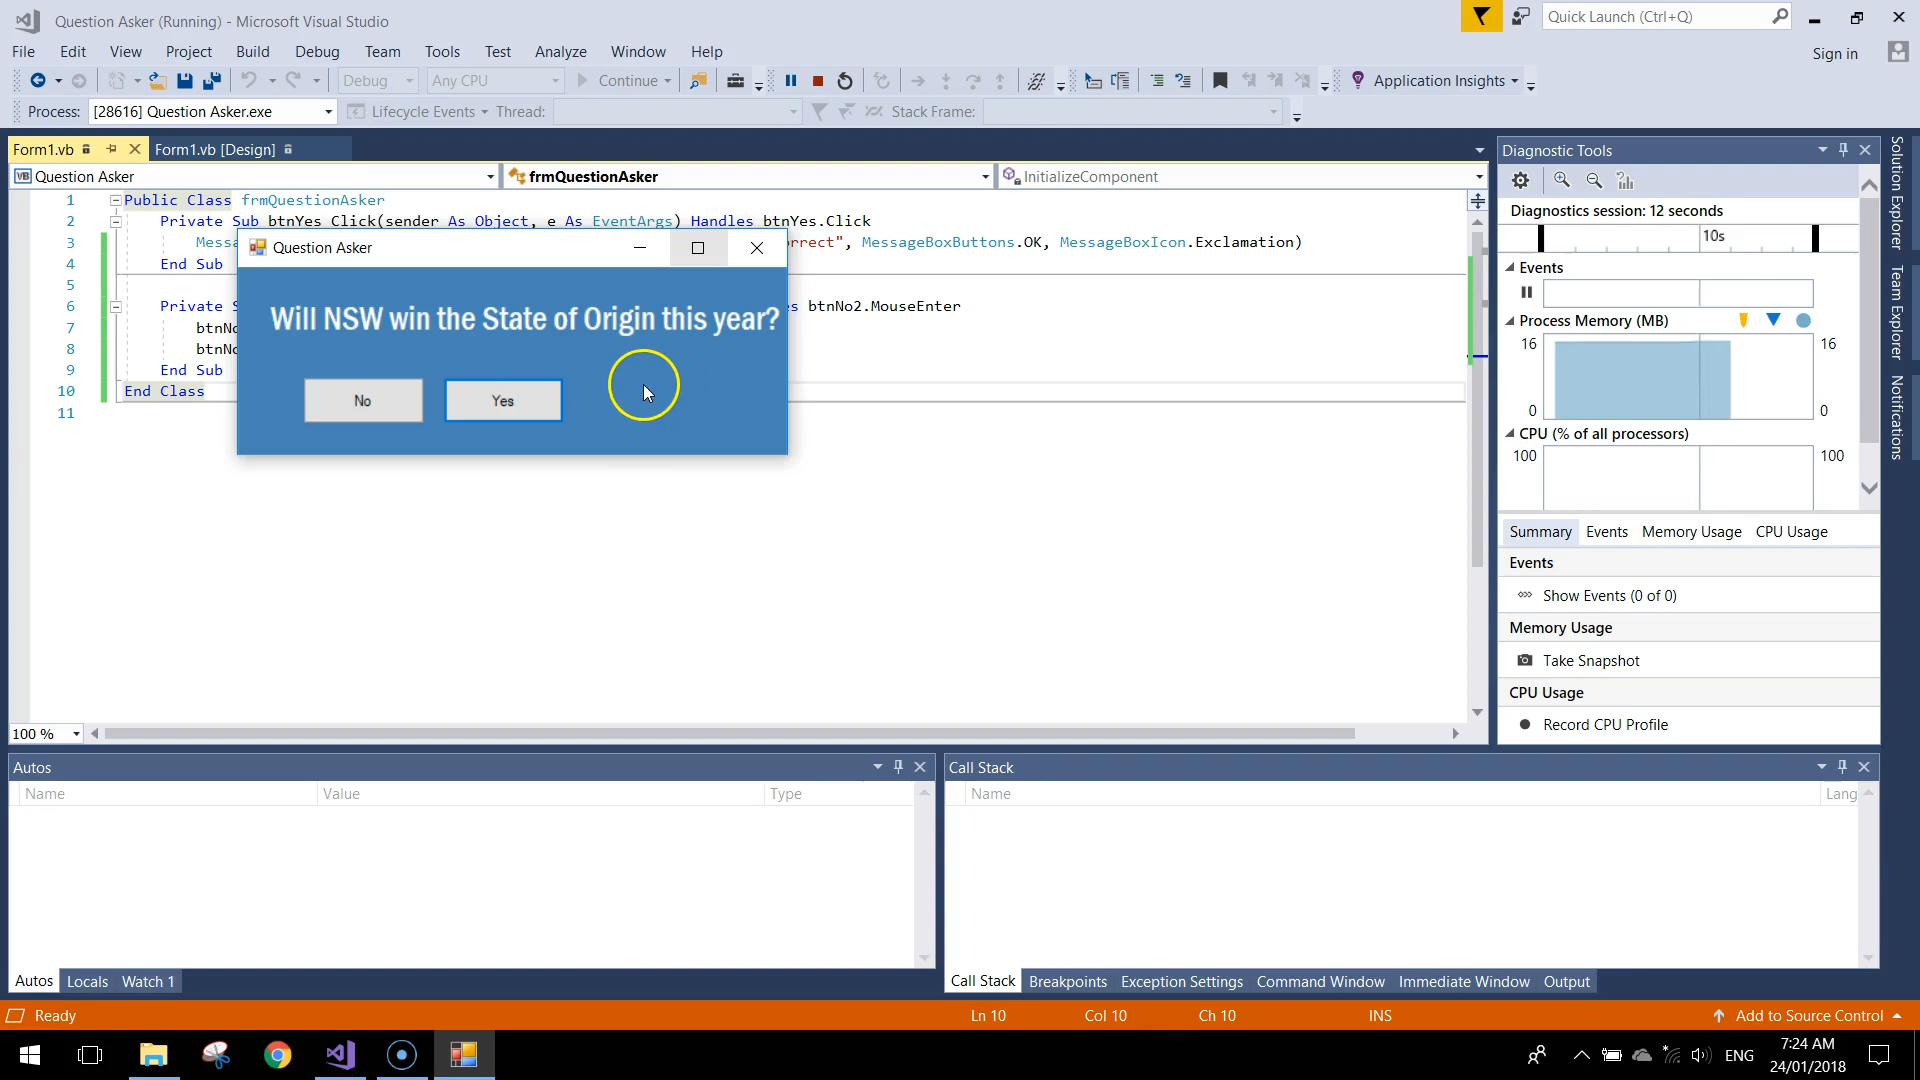 Question Asker (Running) - Microsoft Visual Studio
Quick Launch (Ctrl+Q)
File Edit View Project Build Debug Team Tools Test Analyze Window Help
Sign in
Debug Any CPU Continue Application Insights
Process: [28616] Question Asker.exe Lifecycle Events Thread: Stack Frame:
Form1.vb Form1.vb [Design]
Question Asker frmQuestionAsker InitializeComponent
1 Public Class frmQuestionAsker
2 Private Sub btnYes_Click(sender As Object, e As EventArgs) Handles btnYes.Click
3 Messa orrect", MessageBoxButtons.OK, MessageBoxIcon.Exclamation)
4 End Sub
5
6 Private S es btnNo2.MouseEnter
7 btnNo
8 btnNo
9 End Sub
10 End Class
11
Question Asker
Will NSW win the State of Origin this year?
No Yes
100 %
Diagnostic Tools
Diagnostics session: 12 seconds
10s
Events
Process Memory (MB)
16 16
0 0
CPU (% of all processors)
100 100
Summary Events Memory Usage CPU Usage
Events
Show Events (0 of 0)
Memory Usage
Take Snapshot
CPU Usage
Record CPU Profile
Solution Explorer
Team Explorer
Notifications
Autos
Name Value Type
Autos Locals Watch 1
Call Stack
Name Lang
Call Stack Breakpoints Exception Settings Command Window Immediate Window Output
Ready Ln 10 Col 10 Ch 10 INS Add to Source Control
ENG
7:24 AM
24/01/2018